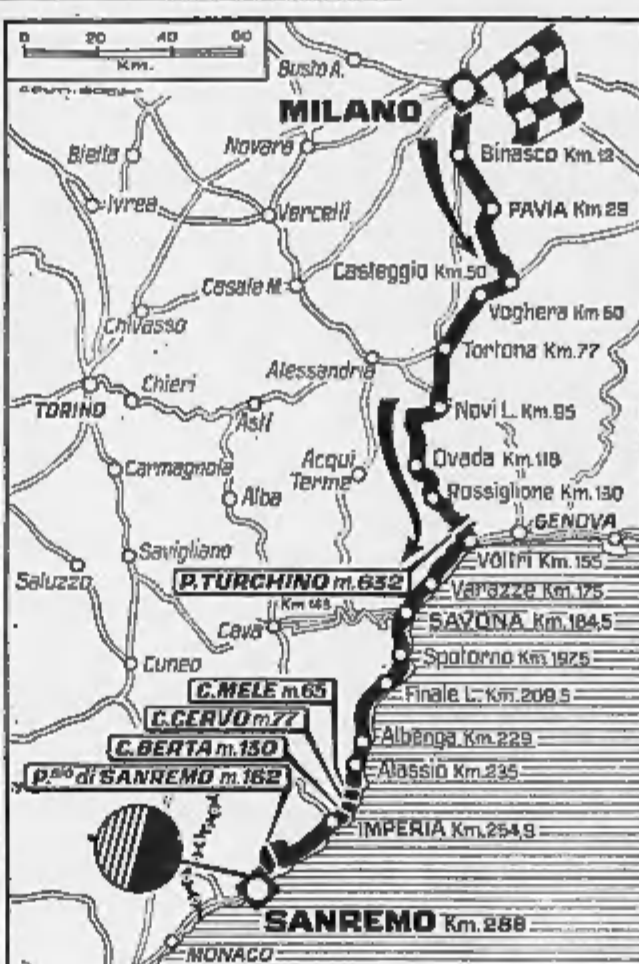 0 20 40 60
Km.
Busto A.
MILANO
Novara
Biella
Binasco Km.12
Ivrea
Vercelli
PAVIA Km 29
Casteggio Km.50
Casale M.
Voghera Km 60
Chivasso
Tortona Km.77
Alessandria
Chieri
TORINO
Asti
Novi L. Km.95
Ovada Km.118
Carmagnola
Acqui
Terme
Alba
Rossiglione Km.130
GENOVA
Savigliano
Voltri Km.155
P.TURCHINO m.532
Saluzzo
Varazze Km.175
Km 143
SAVONA Km.184,5
Ceva
Spotorno Km.197,5
Cuneo
C.MELE m.65
Finale L. Km.209,5
C.CERVO m.77
C.BERTA m.130
Albenga Km.229
P.gio di SANREMO m.162
Alassio Km.235
IMPERIA Km.254,9
SANREMO Km.288
MONACO